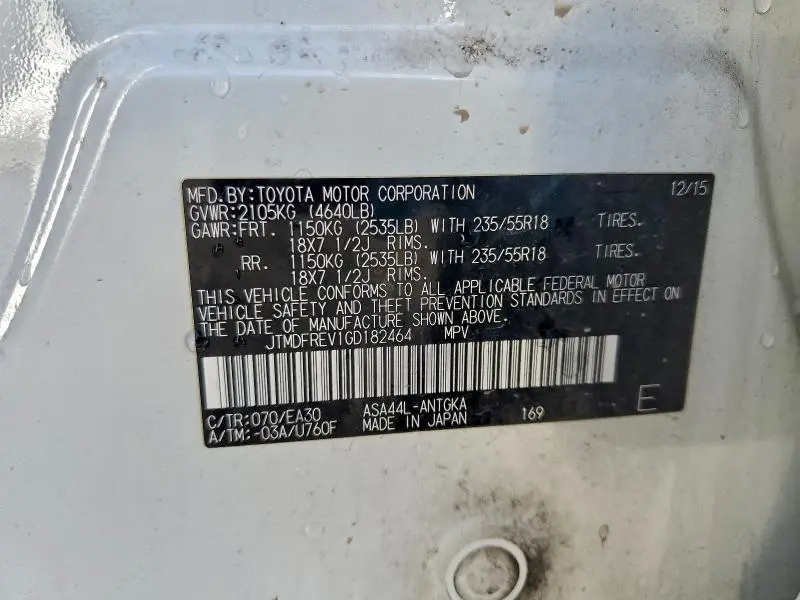 MFD.BY:TOYOTA MOTOR CORPORATION 12/15
GVWR:2105KG (4640LB)
GAWR:FRT. 1150KG (2535LB) WITH 235/55R18 TIRES.
18X7 1/2J RIMS.
RR. 1150KG (2535LB) WITH 235/55R18 TIRES.
18X7 1/2J RIMS.
THIS VEHICLE CONFORMS TO ALL APPLICABLE FEDERAL MOTOR
VEHICLE SAFETY AND THEFT PREVENTION STANDARDS IN EFFECT ON
THE DATE OF MANUFACTURE SHOWN ABOVE.
JTMDFREV1GD182464 MPV
C/TR:070/EA30 ASA44L-ANTGKA
A/TM:-03A/U760F MADE IN JAPAN 169 E